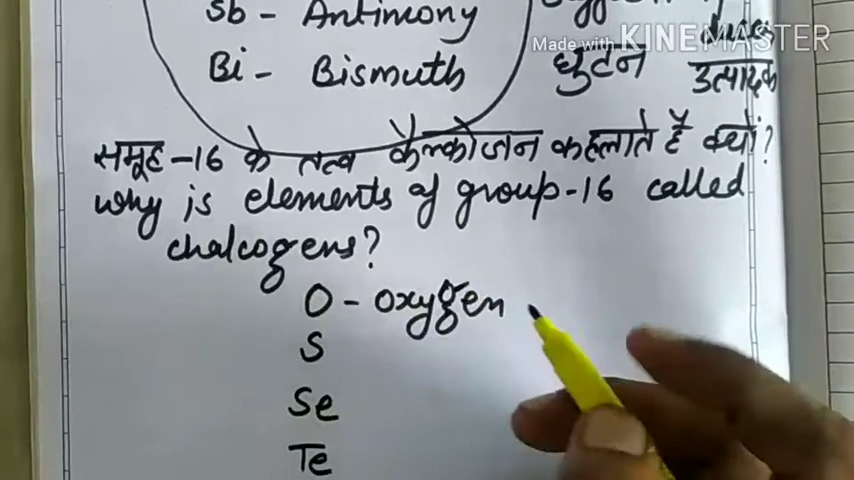 Sb - Antimony
Bi - Bismuth
घुटन उत्पादक
Made with KINEMASTER
समूह -16 के तत्व कैल्कोजन कहलाते हैं क्यों?
why is elements of group-16 called
chalcogens?
O - oxygen
S
Se
Te